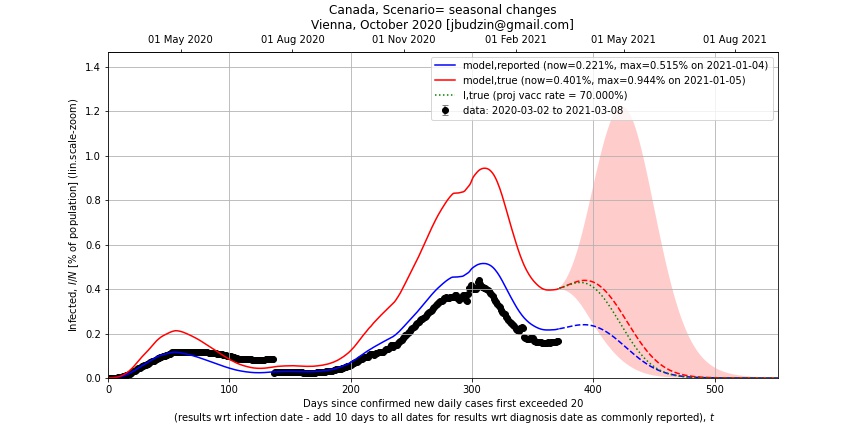 Canada, Scenario= seasonal changes
Vienna, October 2020 [jbudzin@gmail.com]
01 May 2020 01 Aug 2020 01 Nov 2020 01 Feb 2021 01 May 2021 01 Aug 2021
model,reported (now=0.221%, max=0.515% on 2021-01-04)
model,true (now=0.401%, max=0.944% on 2021-01-05)
I,true (proj vacc rate = 70.000%)
data: 2020-03-02 to 2021-03-08
Infected, I/N [% of population] (lin.scale-zoom)
1.4
1.2
1.0
0.8
0.6
0.4
0.2
0.0
0 100 200 300 400 500
Days since confirmed new daily cases exceeded 20
(results wrt infection date - add 10 days to all dates for results wrt diagnosis date as commonly reported), t